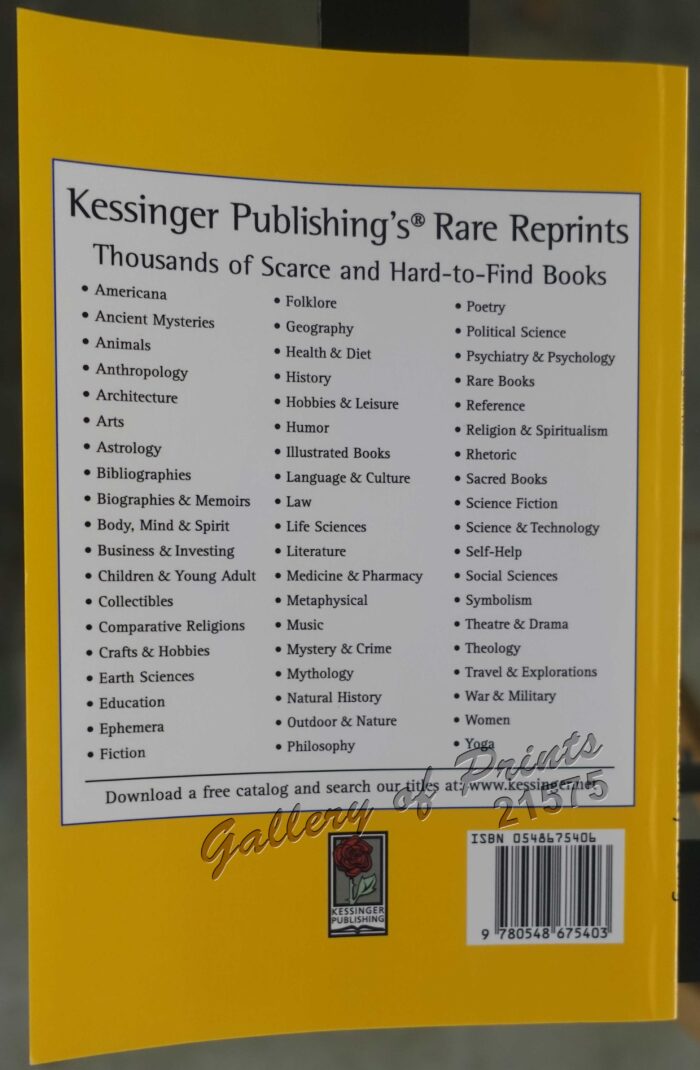 Kessinger Publishing's® Rare Reprints
Thousands of Scarce and Hard-to-Find Books
• Americana
• Ancient Mysteries
• Animals
• Anthropology
• Architecture
• Arts
• Astrology
• Bibliographies
• Biographies & Memoirs
• Body, Mind & Spirit
• Business & Investing
• Children & Young Adult
• Collectibles
• Comparative Religions
• Crafts & Hobbies
• Earth Sciences
• Education
• Ephemera
• Fiction
• Folklore
• Geography
• Health & Diet
• History
• Hobbies & Leisure
• Humor
• Illustrated Books
• Language & Culture
• Law
• Life Sciences
• Literature
• Medicine & Pharmacy
• Metaphysical
• Music
• Mystery & Crime
• Mythology
• Natural History
• Outdoor & Nature
• Philosophy
• Poetry
• Political Science
• Psychiatry & Psychology
• Rare Books
• Reference
• Religion & Spiritualism
• Rhetoric
• Sacred Books
• Science Fiction
• Science & Technology
• Self-Help
• Social Sciences
• Symbolism
• Theatre & Drama
• Theology
• Travel & Explorations
• War & Military
• Women
• Yoga
Download a free catalog and search our titles at: www.kessinger.net
Gallery of Prints
21575
KESSINGER
PUBLISHING
ISBN 0548675406
9 780548 675403